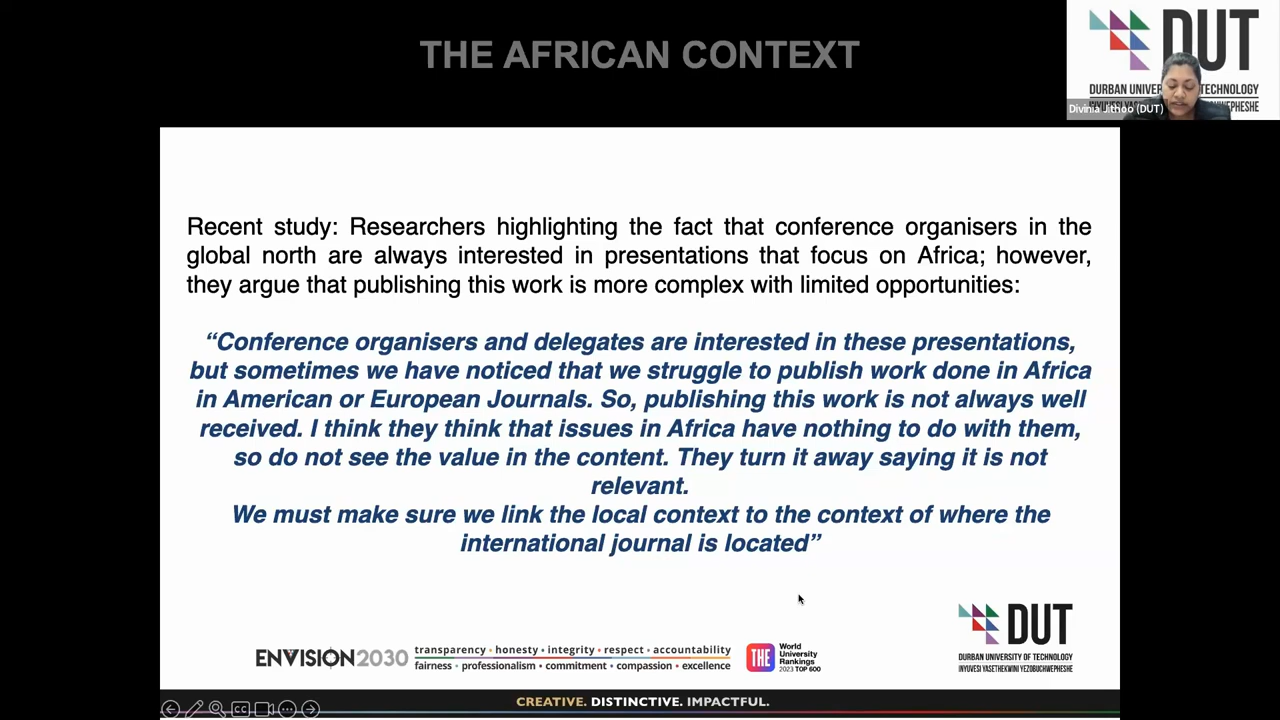 THE AFRICAN CONTEXT
DUT
DURBAN UNIVE OF TECHNOLOGY
Divinia Jithoo (DUT)
Recent study: Researchers highlighting the fact that conference organisers in the
global north are always interested in presentations that focus on Africa; however,
they argue that publishing this work is more complex with limited opportunities:
“Conference organisers and delegates are interested in these presentations,
but sometimes we have noticed that we struggle to publish work done in Africa
in American or European Journals. So, publishing this work is not always well
received. I think they think that issues in Africa have nothing to do with them,
so do not see the value in the content. They turn it away saying it is not
relevant.
We must make sure we link the local context to the context of where the
international journal is located”
ENVISION2030
transparency • honesty • integrity • respect • accountability
fairness • professionalism • commitment • compassion • excellence
THE
World
University
Rankings
2023 TOP 600
DUT
DURBAN UNIVERSITY OF TECHNOLOGY
INYUVESI YASETHEKWINI YEZOBUCHWEPHESHE
CREATIVE. DISTINCTIVE. IMPACTFUL.
CC